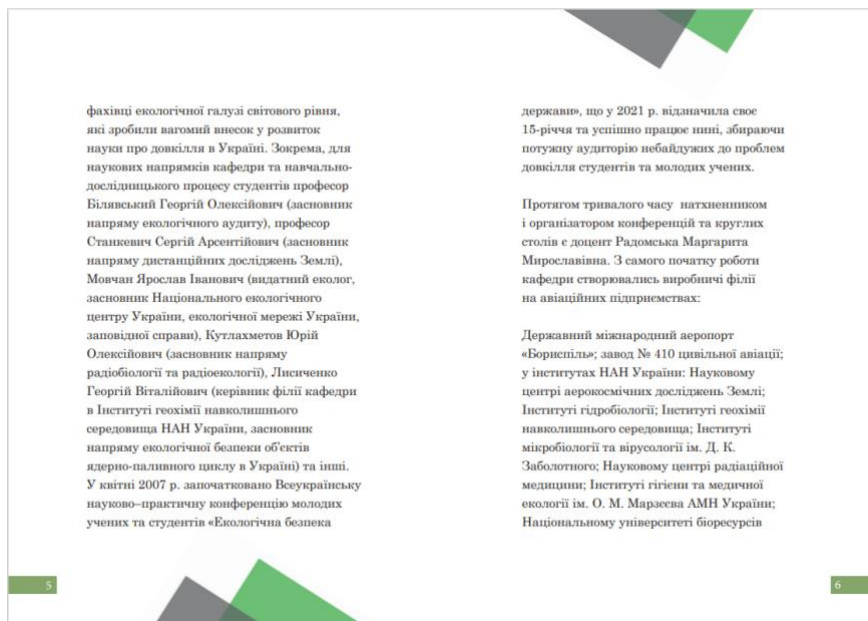 фахівці екологічної галузі світового рівня,
які зробили вагомий внесок у розвиток
науки про довкілля в Україні. Зокрема, для
наукових напрямків кафедри та навчально-
дослідницького процесу студентів професор
Білявський Георгій Олексійович (засновник
напряму екологічного аудиту), професор
Станкевич Сергій Арсентійович (засновник
напряму дистанційних досліджень Землі),
Мовчан Ярослав Іванович (видатний еколог,
засновник Національного екологічного
центру України, екологічної мережі України,
заповідної справи), Кутлахметов Юрій
Олексійович (засновник напряму
радіобіології та радіоекології), Лисиченко
Георгій Віталійович (керівник філії кафедри
в Інституті геохімії навколишнього
середовища НАН України, засновник
напряму екологічної безпеки об'єктів
ядерно-паливного циклу в Україні) та інші.
У квітні 2007 р. започатковано Всеукраїнську
науково–практичну конференцію молодих
учених та студентів «Екологічна безпека
5
держави», що у 2021 р. відзначила своє
15-річчя та успішно працює нині, збираючи
потужну аудиторію небайдужих до проблем
довкілля студентів та молодих учених.
Протягом тривалого часу натхненником
і організатором конференцій та круглих
столів є доцент Радомська Маргарита
Мирославівна. З самого початку роботи
кафедри створювались виробничі філії
на авіаційних підприємствах:
Державний міжнародний аеропорт
«Бориспіль»; завод № 410 цивільної авіації;
у інститутах НАН України: Науковому
центрі аерокосмічних досліджень Землі;
Інституті гідробіології; Інституті геохімії
навколишнього середовища; Інституті
мікробіології та вірусології ім. Д. К.
Заболотного; Науковому центрі радіаційної
медицини; Інституті гігієни та медичної
екології ім. О. М. Марзєєва АМН України;
Національному університеті біоресурсів
6